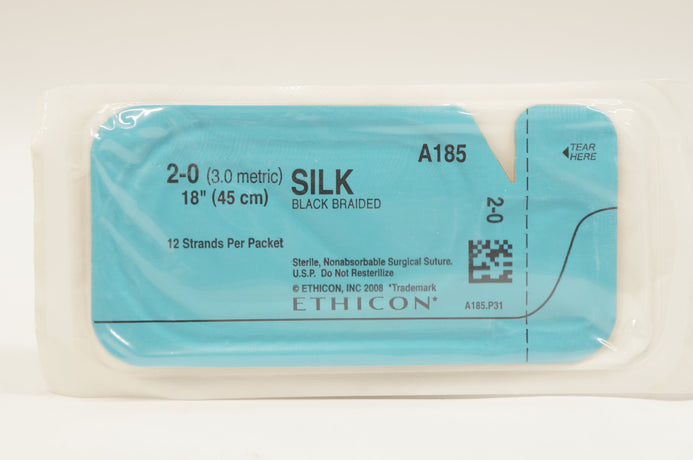 A185
TEAR
HERE
2-0 (3.0 metric) SILK
18" (45 cm) BLACK BRAIDED
2-0
12 Strands Per Packet
Sterile, Nonabsorbable Surgical Suture.
U.S.P. Do Not Resterilize
© ETHICON, INC 2008 *Trademark
ETHICON*
A185.P31